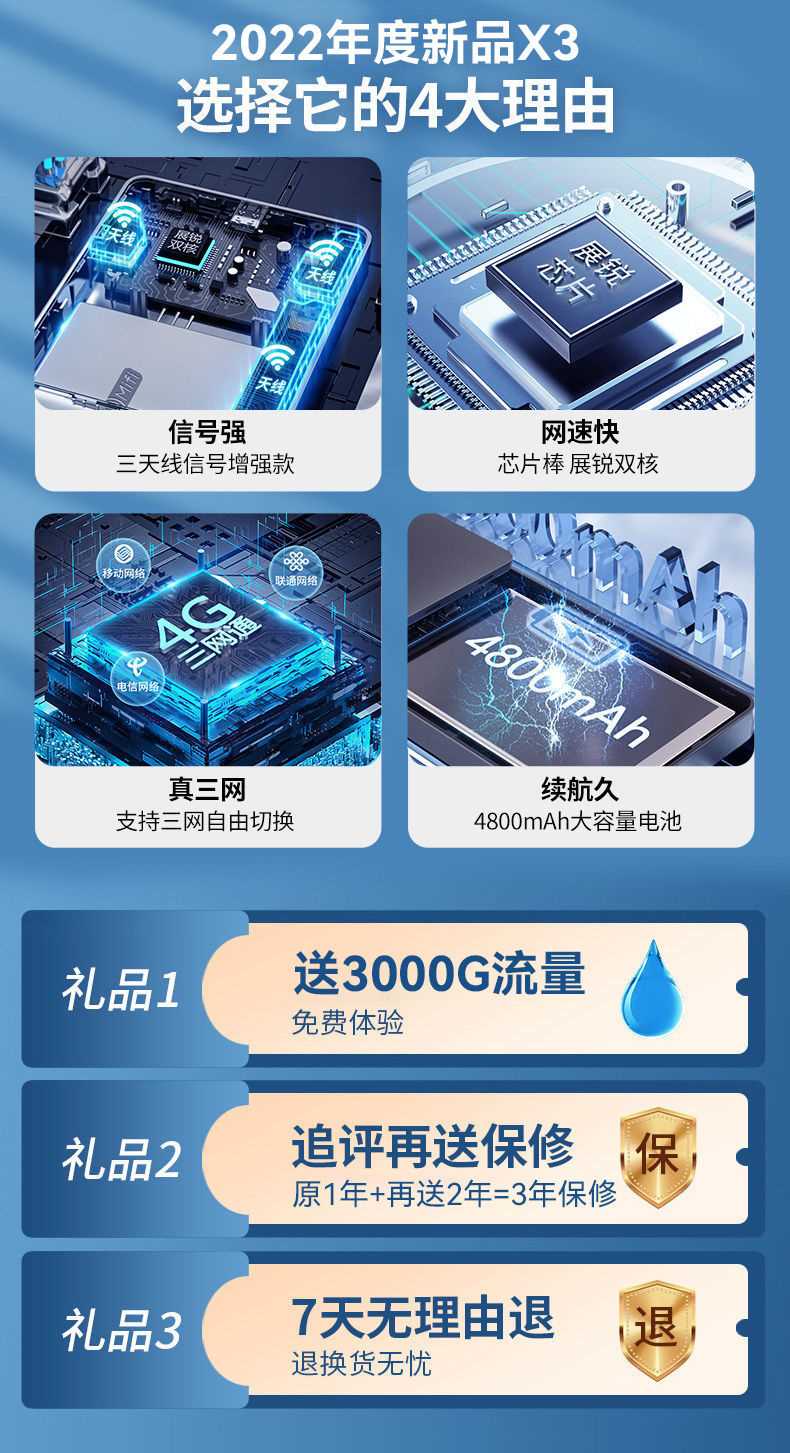 2022年度新品X3
选择它的4大理由
天线
展锐
双核
天线
天线
MiFi
信号强
三天线信号增强款
展锐
芯片
网速快
芯片棒 展锐双核
移动网络
联通网络
4G
三网通
电信网络
真三网
支持三网自由切换
mAh
4800mAh
续航久
4800mAh大容量电池
礼品1
送3000G流量
免费体验
礼品2
追评再送保修
原1年+再送2年=3年保修
保
礼品3
7天无理由退
退换货无忧
退